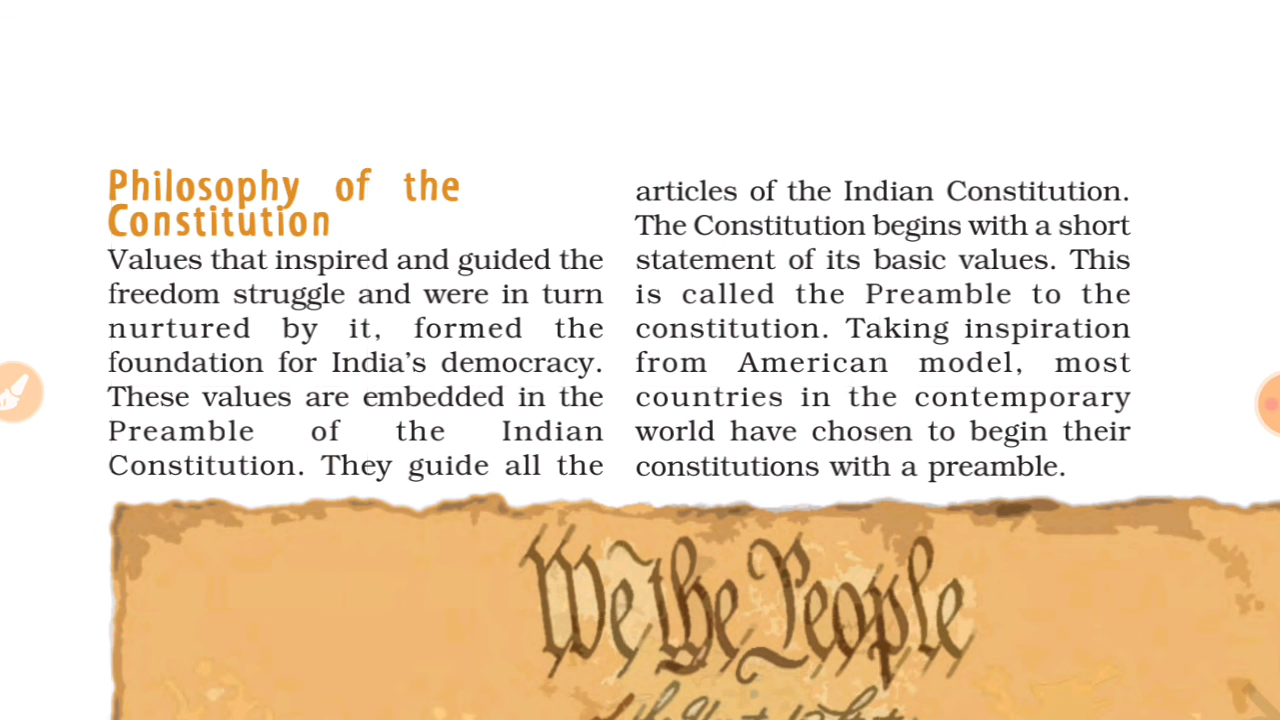 Philosophy of the
Constitution
Values that inspired and guided the
freedom struggle and were in turn
nurtured by it, formed the
foundation for India's democracy.
These values are embedded in the
Preamble of the Indian
Constitution. They guide all the
articles of the Indian Constitution.
The Constitution begins with a short
statement of its basic values. This
is called the Preamble to the
constitution. Taking inspiration
from American model, most
countries in the contemporary
world have chosen to begin their
constitutions with a preamble.
We the People